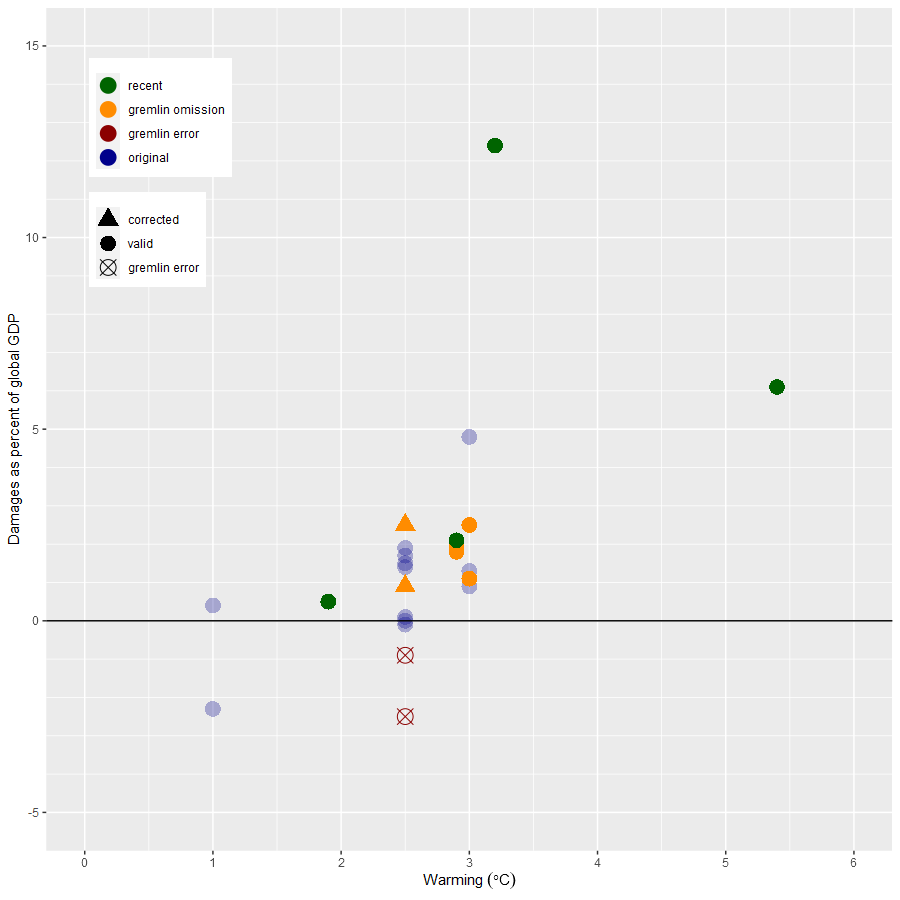 15
10
5
0
-5
Damages as percent of global GDP
recent
gremlin omission
gremlin error
original
corrected
valid
gremlin error
0 1 2 3 4 5 6
Warming (°C)